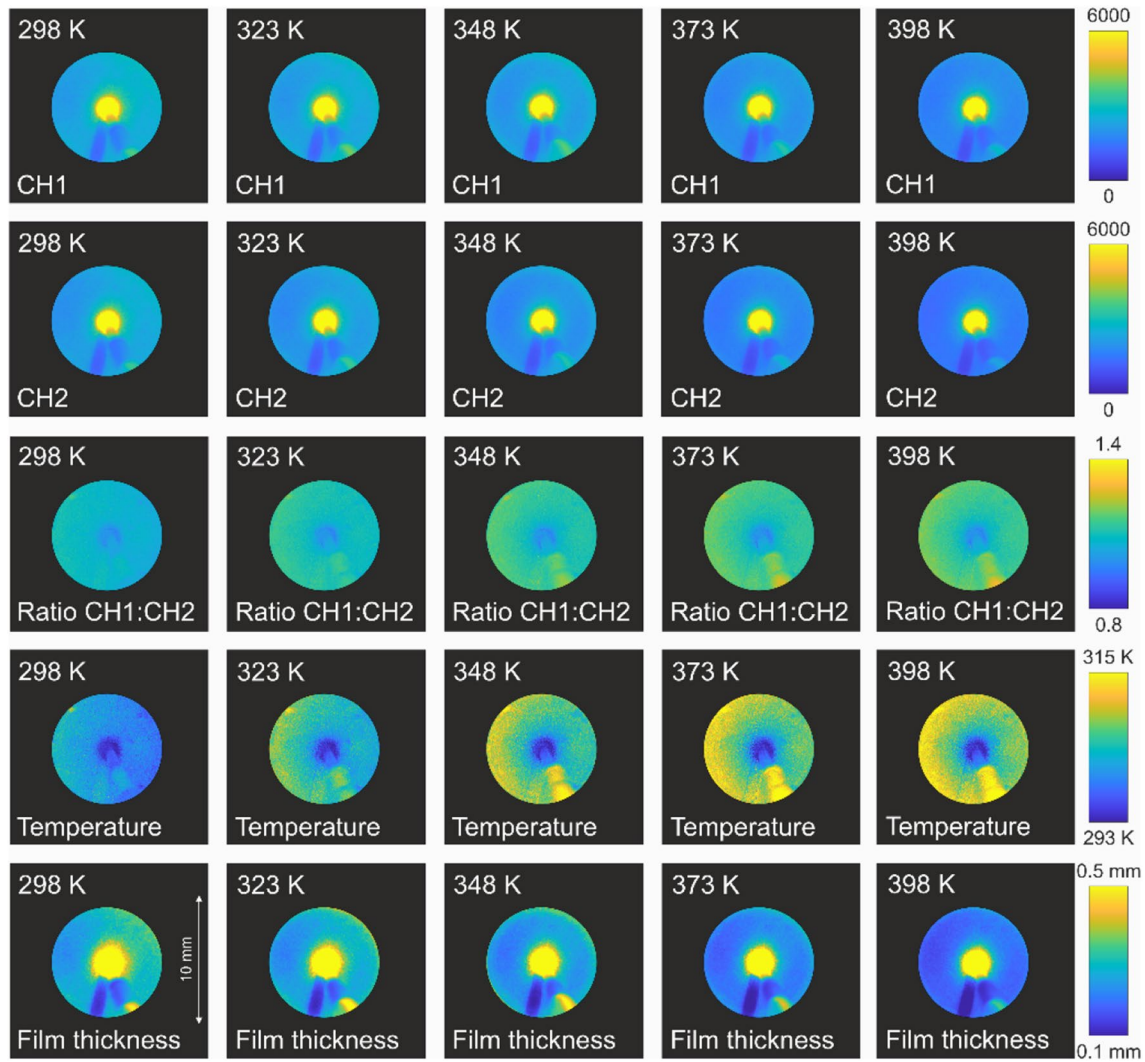 298 K 323 K 348 K 373 K 398 K 6000
CH1 CH1 CH1 CH1 CH1 0
298 K 323 K 348 K 373 K 398 K 6000
CH2 CH2 CH2 CH2 CH2 0
298 K 323 K 348 K 373 K 398 K 1.4
Ratio CH1:CH2 Ratio CH1:CH2 Ratio CH1:CH2 Ratio CH1:CH2 Ratio CH1:CH2 0.8
298 K 323 K 348 K 373 K 398 K 315 K
Temperature Temperature Temperature Temperature Temperature 293 K
298 K 323 K 348 K 373 K 398 K 0.5 mm
10 mm
Film thickness Film thickness Film thickness Film thickness Film thickness 0.1 mm